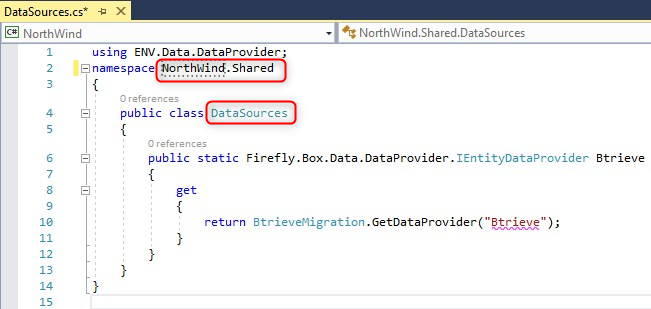 DataSources.cs*
NorthWind NorthWind.Shared.DataSources
1 using ENV.Data.DataProvider;
2 namespace NorthWind.Shared
3 {
0 references
4 public class DataSources
5 {
0 references
6 public static Firefly.Box.Data.DataProvider.IEntityDataProvider Btrieve
7 {
8 get
9 {
10 return BtrieveMigration.GetDataProvider("Btrieve");
11 }
12 }
13 }
14 }
15